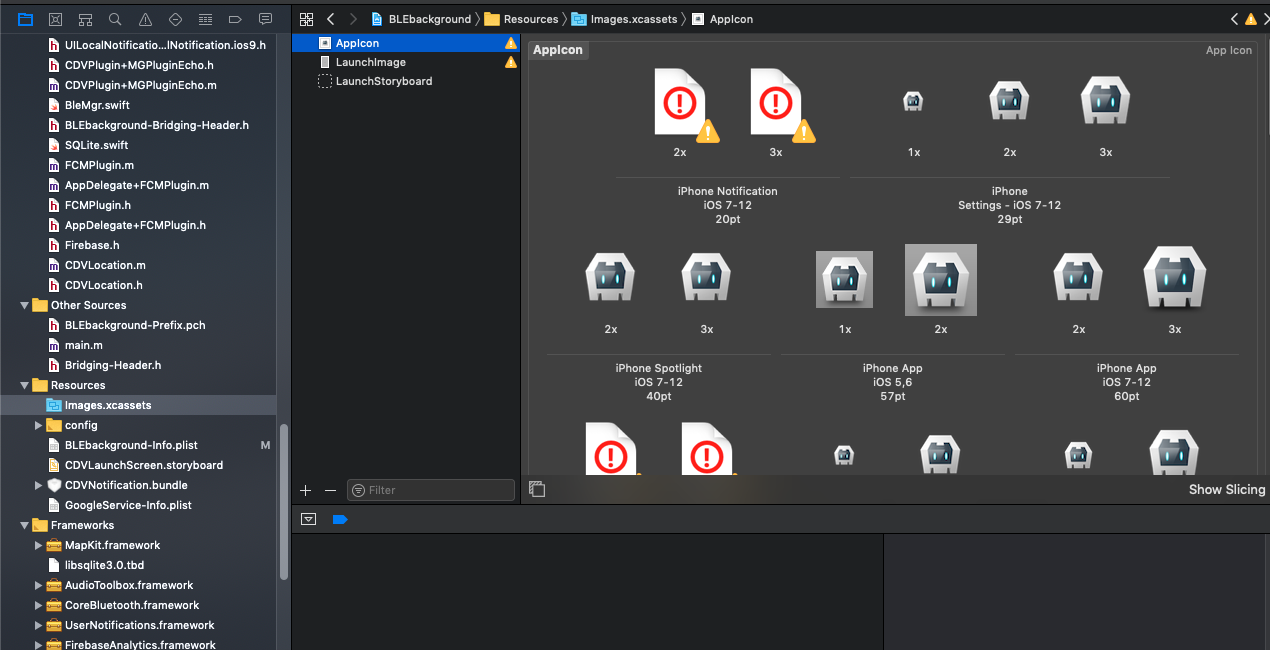 BLEbackground
Resources
Images.xcassets
AppIcon
UILocalNotificatio...lNotification.ios9.h
CDVPlugin+MGPluginEcho.h
CDVPlugin+MGPluginEcho.m
BleMgr.swift
BLEbackground-Bridging-Header.h
SQLite.swift
FCMPlugin.m
AppDelegate+FCMPlugin.m
FCMPlugin.h
AppDelegate+FCMPlugin.h
Firebase.h
CDVLocation.m
CDVLocation.h
Other Sources
BLEbackground-Prefix.pch
main.m
Bridging-Header.h
Resources
Images.xcassets
config
BLEbackground-Info.plist M
CDVLaunchScreen.storyboard
CDVNotification.bundle
GoogleService-Info.plist
Frameworks
MapKit.framework
libsqlite3.0.tbd
AudioToolbox.framework
CoreBluetooth.framework
UserNotifications.framework
FirebaseAnalytics.framework
AppIcon
LaunchImage
LaunchStoryboard
Filter
AppIcon
App Icon
2x 3x 1x 2x 3x
iPhone Notification
iOS 7-12
20pt
iPhone
Settings - iOS 7-12
29pt
2x 3x 1x 2x 2x 3x
iPhone Spotlight
iOS 7-12
40pt
iPhone App
iOS 5,6
57pt
iPhone App
iOS 7-12
60pt
Show Slicing